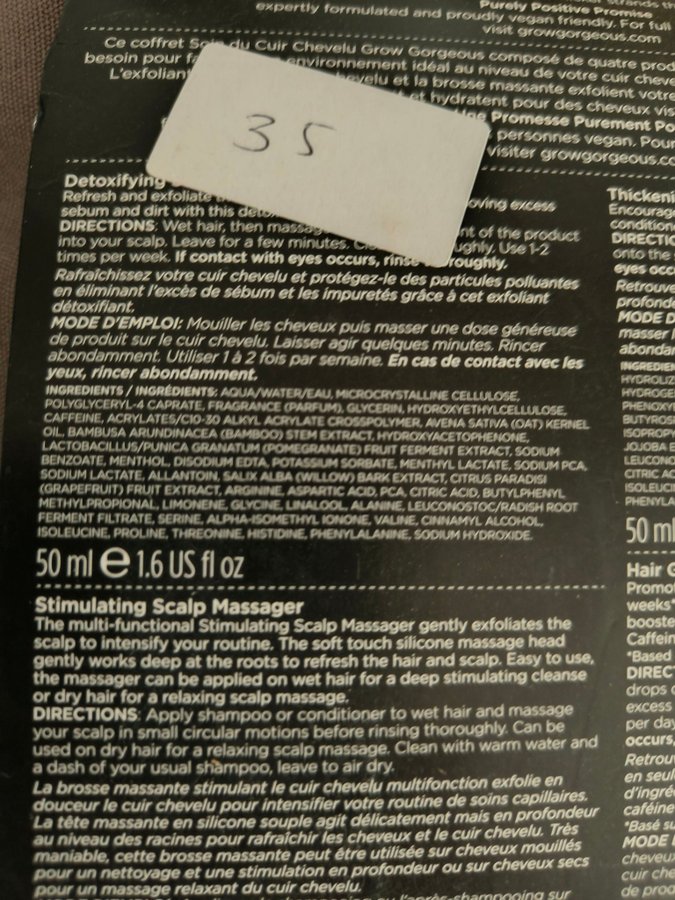 Purely Positive Promise
expertly formulated and proudly vegan friendly. For full
visit growgorgeous.com
Ce coffret du Cuir Chevelu Grow Gorgeous composé de quatre
besoin pour environnement idéal au niveau de votre cuir
L'exfoliant et la brosse massante exfolient
et hydratent pour des cheveux
Promesse Purement
personnes vegan. Pour
visiter growgorgeous.co
35
Detoxifying
Refresh and exfoliate excess
sebum and dirt with this
DIRECTIONS: Wet hair, then of the product
into your scalp. Leave for a few minutes. Use 1-2
times per week. If contact with eyes occurs, rinse
Rafraîchissez votre cuir chevelu et protégez-le des particules polluantes
en éliminant l'excès de sébum et les impuretés grâce à cet exfoliant
détoxifiant.
MODE D'EMPLOI: Mouiller les cheveux puis masser une dose généreuse
de produit sur le cuir chevelu. Laisser agir quelques minutes. Rincer
abondamment. Utiliser 1 à 2 fois par semaine. En cas de contact avec les
yeux, rincer abondamment.
INGREDIENTS / INGRÉDIENTS: AQUA/WATER/EAU, MICROCRYSTALLINE CELLULOSE,
POLYGLYCERYL-4 CAPRATE, FRAGRANCE (PARFUM), GLYCERIN, HYDROXYETHYLCELLULOSE,
CAFFEINE, ACRYLATES/C10-30 ALKYL ACRYLATE CROSSPOLYMER, AVENA SATIVA (OAT) KERNEL
OIL, BAMBUSA ARUNDINACEA (BAMBOO) STEM EXTRACT, HYDROXYACETOPHENONE,
LACTOBACILLUS/PUNICA GRANATUM (POMEGRANATE) FRUIT FERMENT EXTRACT, SODIUM
BENZOATE, MENTHOL, DISODIUM EDTA, POTASSIUM SORBATE, MENTHYL LACTATE, SODIUM PCA,
SODIUM LACTATE, ALLANTOIN, SALIX ALBA (WILLOW) BARK EXTRACT, CITRUS PARADISI
(GRAPEFRUIT) FRUIT EXTRACT, ARGININE, ASPARTIC ACID, PCA, CITRIC ACID, BUTYLPHENYL
METHYLPROPIONAL, LIMONENE, GLYCINE, LINALOOL, ALANINE, LEUCONOSTOC/RADISH ROOT
FERMENT FILTRATE, SERINE, ALPHA-ISOMETHYL IONONE, VALINE, CINNAMYL ALCOHOL,
ISOLEUCINE, PROLINE, THREONINE, HISTIDINE, PHENYLALANINE, SODIUM HYDROXIDE.
50 ml e 1.6 US fl oz
Stimulating Scalp Massager
The multi-functional Stimulating Scalp Massager gently exfoliates the
scalp to intensify your routine. The soft touch silicone massage head
gently works deep at the roots to refresh the hair and scalp. Easy to use,
the massager can be applied on wet hair for a deep stimulating cleanse
or dry hair for a relaxing scalp massage.
DIRECTIONS: Apply shampoo or conditioner to wet hair and massage
your scalp in small circular motions before rinsing thoroughly. Can be
used on dry hair for a relaxing scalp massage. Clean with warm water and
a dash of your usual shampoo, leave to air dry.
La brosse massante stimulant le cuir chevelu multifonction exfolie en
douceur le cuir chevelu pour intensifier votre routine de soins capillaires.
La tête massante en silicone souple agit délicatement mais en profondeur
au niveau des racines pour rafraîchir les cheveux et le cuir chevelu. Très
maniable, cette brosse massante peut être utilisée sur cheveux mouillés
pour un nettoyage et une stimulation en profondeur ou sur cheveux secs
pour un massage relaxant du cuir chevelu.
Thickeni
Encourag
condition
DIRECTIO
onto the
eyes occ
Retrouve
profonde
MODE D
masser l
abondar
INGREDIEN
HYDROLIZ
HYDROGE
PHENOXY
BUTYROS
ISOPROPY
JOJOBA E
LEUCONO
CITRIC AC
ISOLEUCIN
PHENYLA
50 ml
Hair G
Promot
weeks*
booste
Caffein
*Based
DIRECT
drops o
excess
per day
occurs,
Retrouv
en seul
d'ingré
caféine
*Basé su
MODE D
cheveux
cuir che
de prod